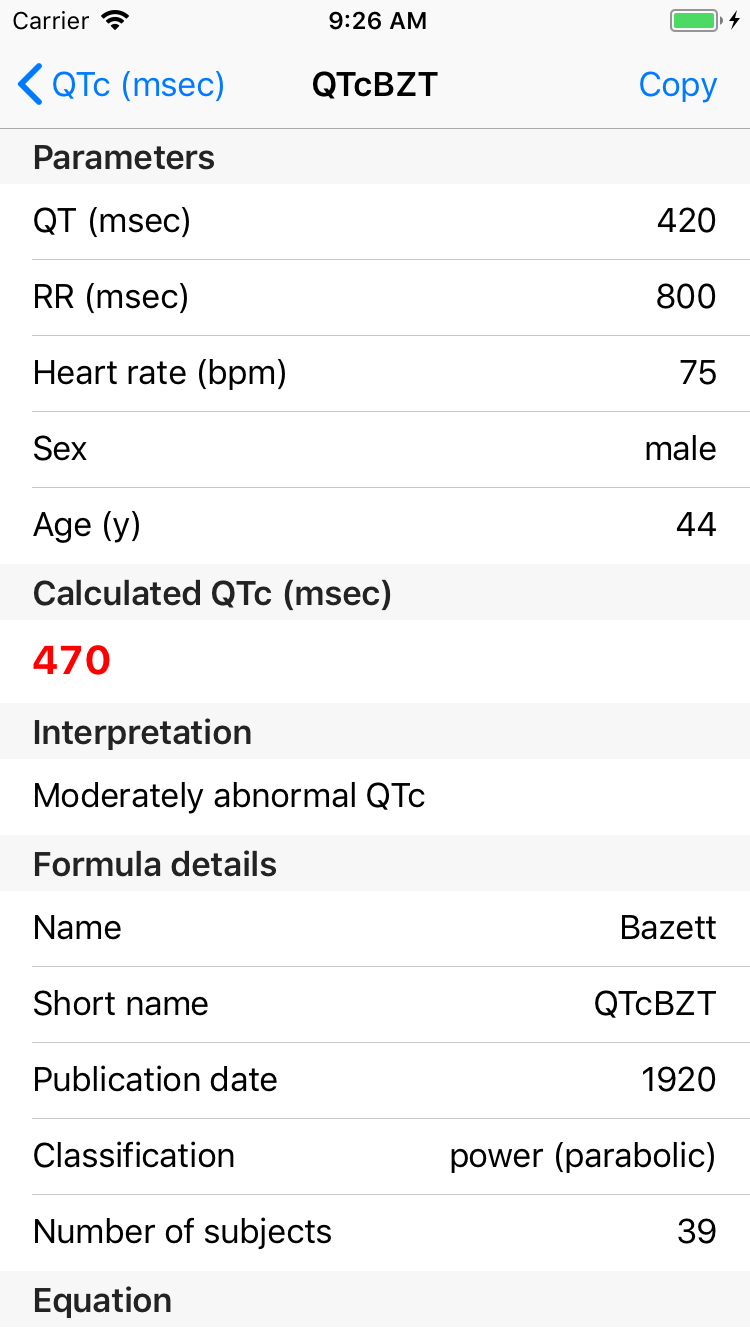 Carrier 9:26 AM
QTc (msec) QTcBZT Copy
Parameters
QT (msec) 420
RR (msec) 800
Heart rate (bpm) 75
Sex male
Age (y) 44
Calculated QTc (msec)
470
Interpretation
Moderately abnormal QTc
Formula details
Name Bazett
Short name QTcBZT
Publication date 1920
Classification power (parabolic)
Number of subjects 39
Equation